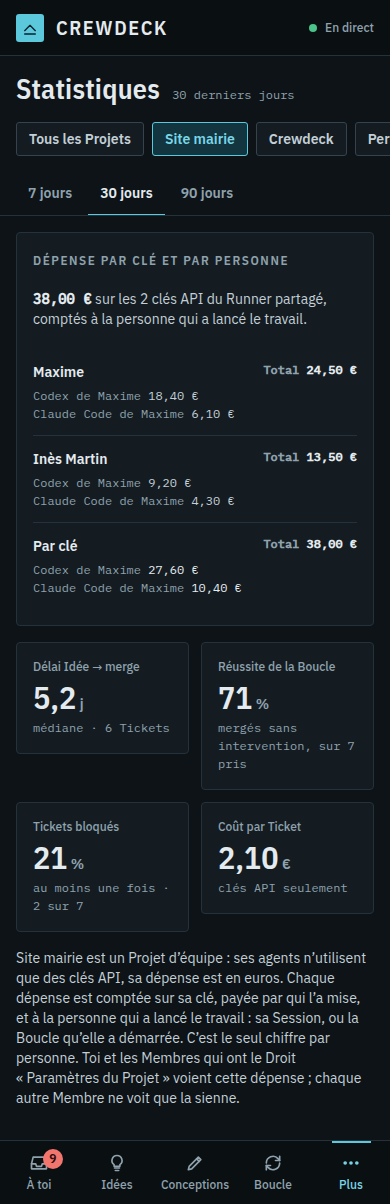 CREWDECK
En direct
Statistiques 30 derniers jours
Tous les Projets
Site mairie
Crewdeck
Per
7 jours
30 jours
90 jours
DÉPENSE PAR CLÉ ET PAR PERSONNE
38,00 € sur les 2 clés API du Runner partagé,
comptés à la personne qui a lancé le travail.
Maxime
Total 24,50 €
Codex de Maxime 18,40 €
Claude Code de Maxime 6,10 €
Inès Martin
Total 13,50 €
Codex de Maxime 9,20 €
Claude Code de Maxime 4,30 €
Par clé
Total 38,00 €
Codex de Maxime 27,60 €
Claude Code de Maxime 10,40 €
Délai Idée → merge
5,2 j
médiane · 6 Tickets
Réussite de la Boucle
71 %
mergés sans
intervention, sur 7
pris
Tickets bloqués
21 %
au moins une fois ·
2 sur 7
Coût par Ticket
2,10 €
clés API seulement
Site mairie est un Projet d’équipe : ses agents n’utilisent
que des clés API, sa dépense est en euros. Chaque
dépense est comptée sur sa clé, payée par qui l’a mise,
et à la personne qui a lancé le travail : sa Session, ou la
Boucle qu’elle a démarrée. C’est le seul chiffre par
personne. Toi et les Membres qui ont le Droit
« Paramètres du Projet » voient cette dépense ; chaque
autre Membre ne voit que la sienne.
9
À toi
Idées
Conceptions
Boucle
Plus